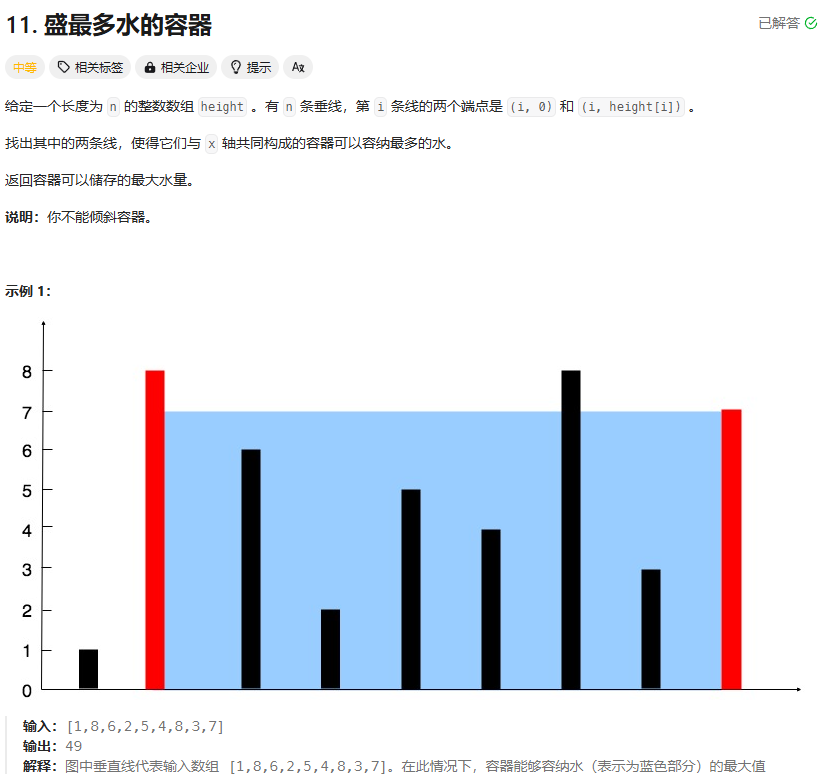 11. 盛最多水的容器
已解答
中等 相关标签 相关企业 提示 Aあ
给定一个长度为 n 的整数数组 height 。有 n 条垂线，第 i 条线的两个端点是 (i, 0) 和 (i, height[i]) 。
找出其中的两条线，使得它们与 x 轴共同构成的容器可以容纳最多的水。
返回容器可以储存的最大水量。
说明：你不能倾斜容器。
示例 1：
8
7
6
5
4
3
2
1
0
输入：[1,8,6,2,5,4,8,3,7]
输出：49
解释：图中垂直线代表输入数组 [1,8,6,2,5,4,8,3,7]。在此情况下，容器能够容纳水（表示为蓝色部分）的最大值